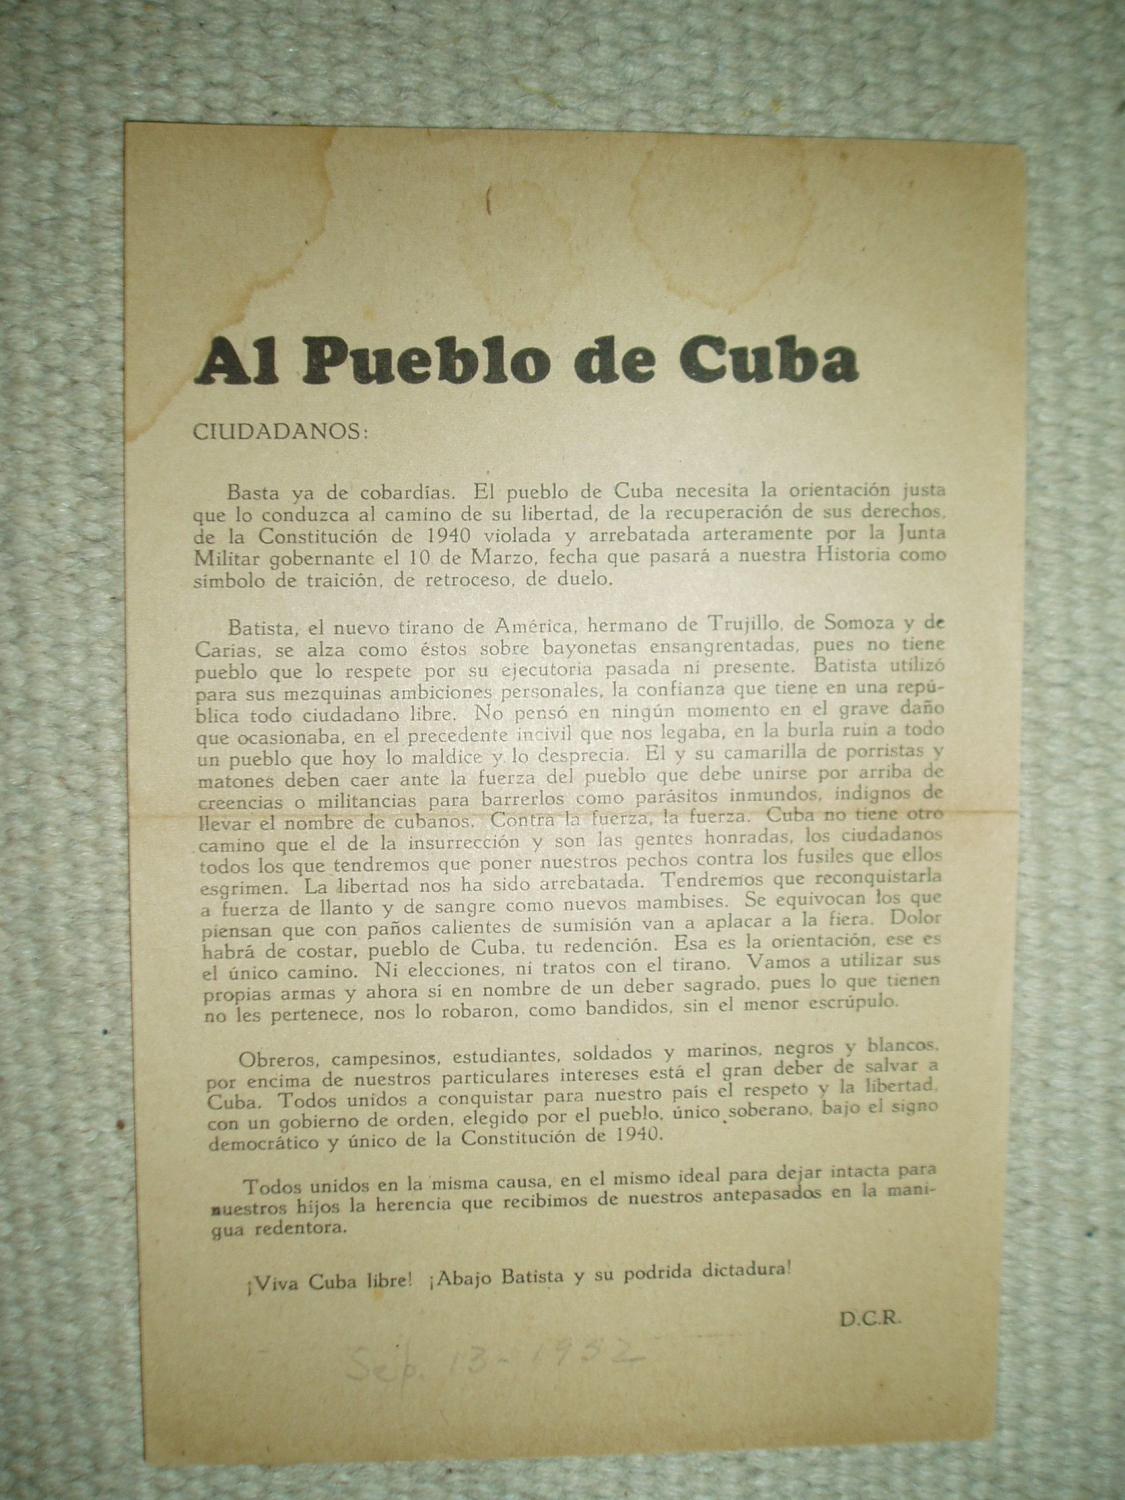 Al Pueblo de Cuba
CIUDADANOS:
Basta ya de cobardías. El pueblo de Cuba necesita la orientación justa
que lo conduzca al camino de su libertad, de la recuperación de sus derechos,
de la Constitución de 1940 violada y arrebatada arteramente por la Junta
Militar gobernante el 10 de Marzo, fecha que pasará a nuestra Historia como
símbolo de traición, de retroceso, de duelo.
Batista, el nuevo tirano de América, hermano de Trujillo, de Somoza y de
Carias, se alza como éstos sobre bayonetas ensangrentadas, pues no tiene
pueblo que lo respete por su ejecutoria pasada ni presente. Batista utilizó
para sus mezquinas ambiciones personales, la confianza que tiene en una repú-
blica todo ciudadano libre. No pensó en ningún momento en el grave daño
que ocasionaba, en el precedente incivil que nos legaba, en la burla ruin a todo
un pueblo que hoy lo maldice y lo desprecia. El y su camarilla de porristas y
matones deben caer ante la fuerza del pueblo que debe unirse por arriba de
creencias o militancias para barrerlos como parásitos inmundos, indignos de
llevar el nombre de cubanos. Contra la fuerza, la fuerza. Cuba no tiene otro
camino que el de la insurrección y son las gentes honradas, los ciudadanos
todos los que tendremos que poner nuestros pechos contra los fusiles que ellos
esgrimen. La libertad nos ha sido arrebatada. Tendremos que reconquistarla
a fuerza de llanto y de sangre como nuevos mambises. Se equivocan los que
piensan que con paños calientes de sumisión van a aplacar a la fiera. Dolor
habrá de costar, pueblo de Cuba, tu redención. Esa es la orientación, ese es
el único camino. Ni elecciones, ni tratos con el tirano. Vamos a utilizar sus
propias armas y ahora si en nombre de un deber sagrado, pues lo que tienen
no les pertenece, nos lo robaron, como bandidos, sin el menor escrúpulo.
Obreros, campesinos, estudiantes, soldados y marinos, negros y blancos,
por encima de nuestros particulares intereses está el gran deber de salvar a
Cuba. Todos unidos a conquistar para nuestro país el respeto y la libertad,
con un gobierno de orden, elegido por el pueblo, único soberano, bajo el signo
democrático y único de la Constitución de 1940.
Todos unidos en la misma causa, en el mismo ideal para dejar intacta para
nuestros hijos la herencia que recibimos de nuestros antepasados en la mani-
gua redentora.
¡Viva Cuba libre! ¡Abajo Batista y su podrida dictadura!
D.C.R.
Sep. 13 - 1952